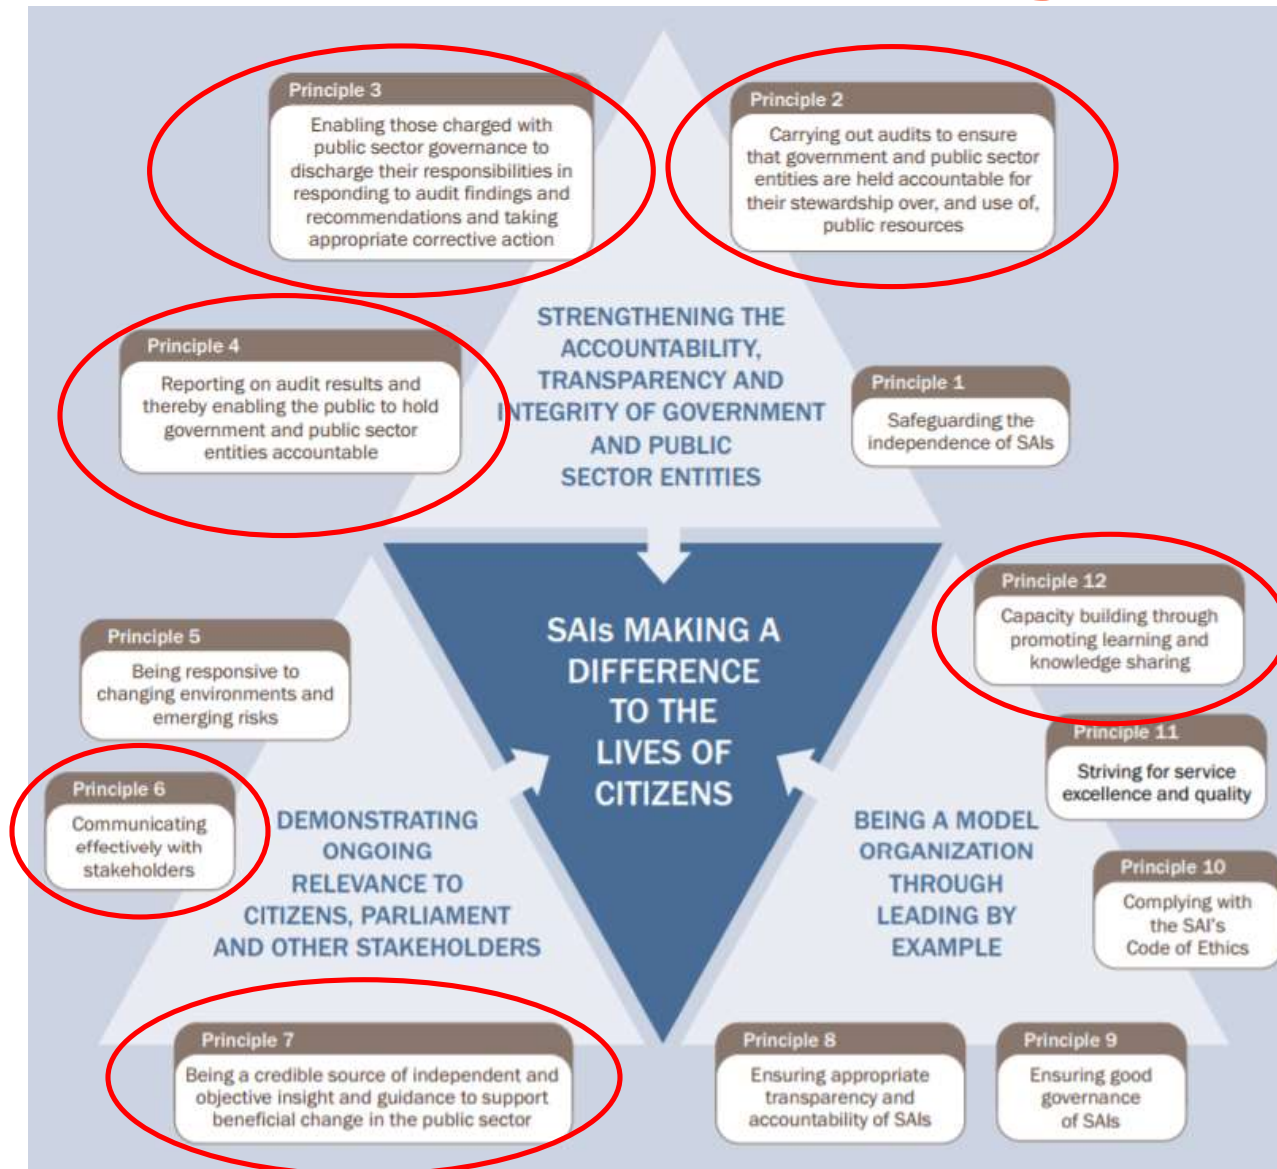 Principle 3
Enabling those charged with
public sector governance to
discharge their responsibilities in
responding to audit findings and
recommendations and taking
appropriate corrective action
Principle 2
Carrying out audits to ensure
that government and public sector
entities are held accountable for
their stewardship over, and use of,
public resources
STRENGTHENING THE
ACCOUNTABILITY,
TRANSPARENCY AND
INTEGRITY OF GOVERNMENT
AND PUBLIC
SECTOR ENTITIES
Principle 4
Reporting on audit results and
thereby enabling the public to hold
government and public sector
entities accountable
Principle 1
Safeguarding the
independence of SAIs
Principle 12
Capacity building through
promoting learning and
knowledge sharing
SAIs MAKING A
DIFFERENCE
TO THE
LIVES OF
CITIZENS
Principle 5
Being responsive to
changing environments and
emerging risks
Principle 11
Striving for service
excellence and quality
Principle 6
Communicating
effectively with
stakeholders
DEMONSTRATING
ONGOING
RELEVANCE TO
CITIZENS, PARLIAMENT
AND OTHER STAKEHOLDERS
BEING A MODEL
ORGANIZATION
THROUGH
LEADING BY
EXAMPLE
Principle 10
Complying with
the SAI's
Code of Ethics
Principle 7
Being a credible source of independent and
objective insight and guidance to support
beneficial change in the public sector
Principle 8
Ensuring appropriate
transparency and
accountability of SAIs
Principle 9
Ensuring good
governance
of SAIs